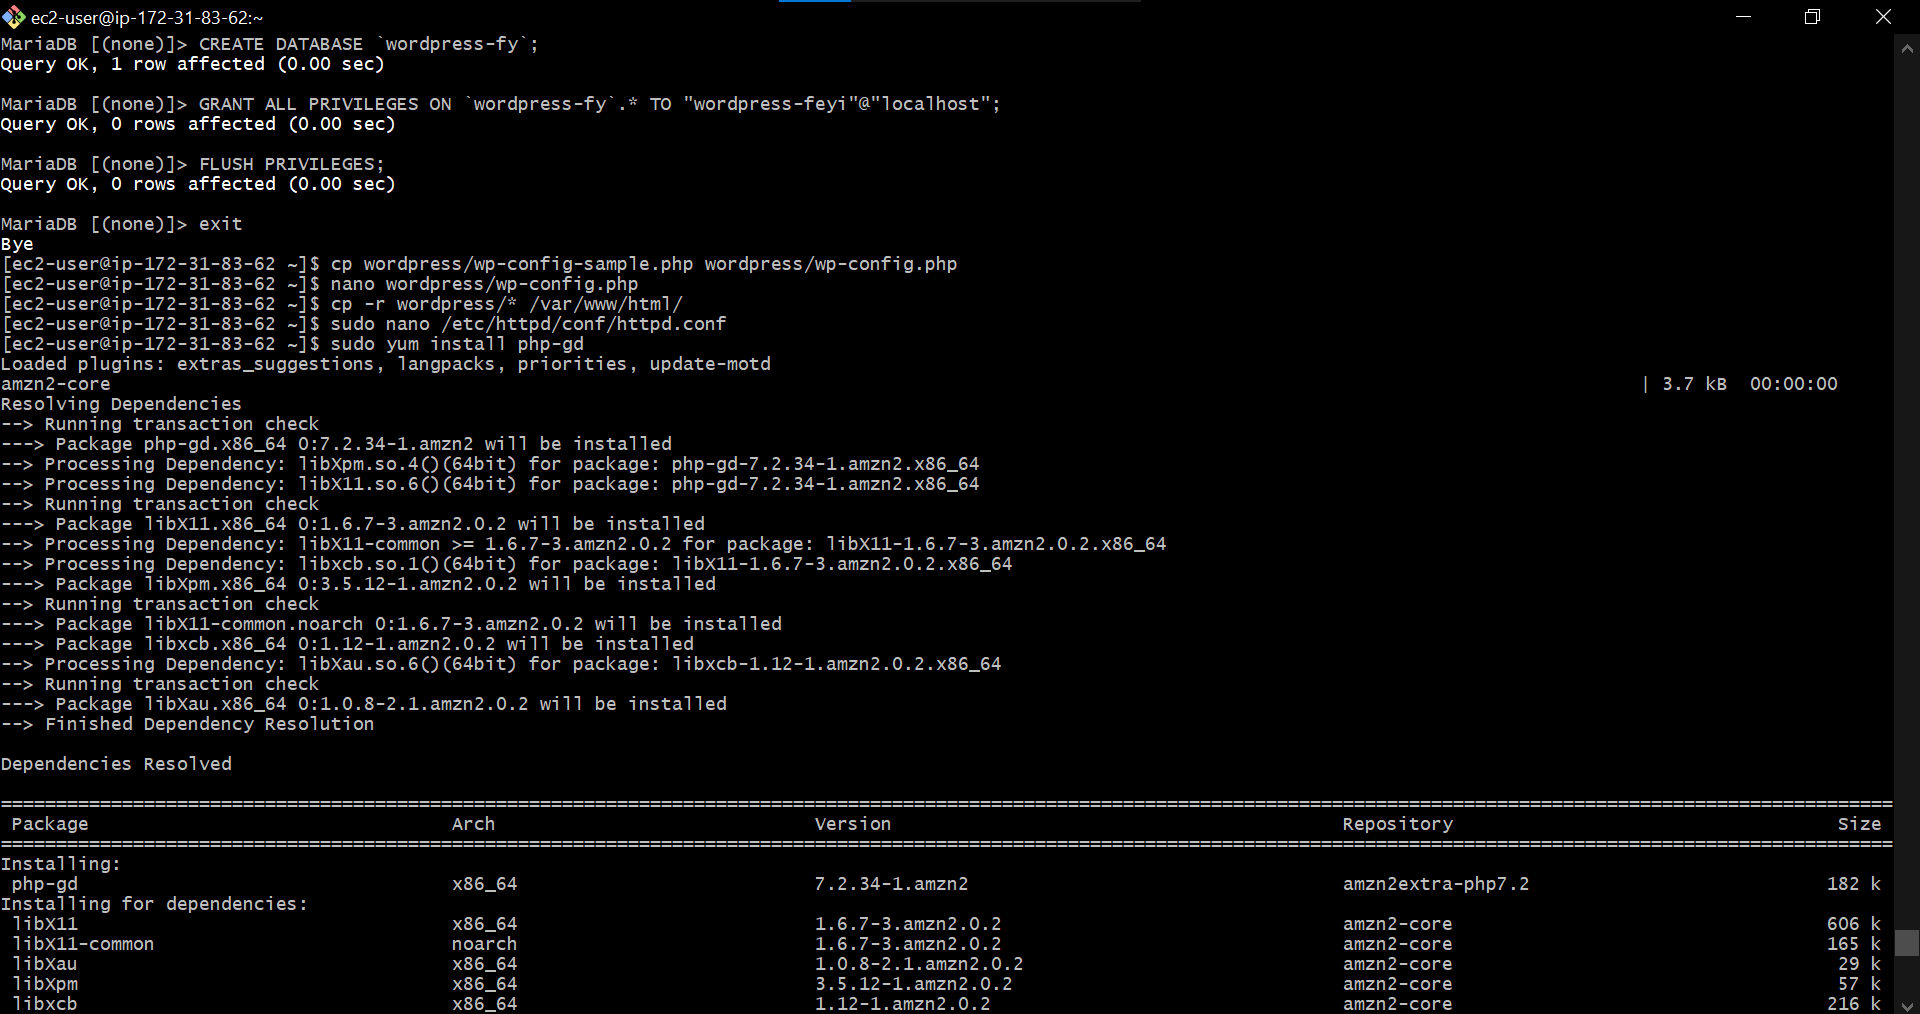 ec2-user@ip-172-31-83-62:~
MariaDB [(none)]> CREATE DATABASE `wordpress-fy`;
Query OK, 1 row affected (0.00 sec)
MariaDB [(none)]> GRANT ALL PRIVILEGES ON `wordpress-fy`.* TO "wordpress-feyi"@"localhost";
Query OK, 0 rows affected (0.00 sec)
MariaDB [(none)]> FLUSH PRIVILEGES;
Query OK, 0 rows affected (0.00 sec)
MariaDB [(none)]> exit
Bye
[ec2-user@ip-172-31-83-62 ~]$ cp wordpress/wp-config-sample.php wordpress/wp-config.php
[ec2-user@ip-172-31-83-62 ~]$ nano wordpress/wp-config.php
[ec2-user@ip-172-31-83-62 ~]$ cp -r wordpress/* /var/www/html/
[ec2-user@ip-172-31-83-62 ~]$ sudo nano /etc/httpd/conf/httpd.conf
[ec2-user@ip-172-31-83-62 ~]$ sudo yum install php-gd
Loaded plugins: extras_suggestions, langpacks, priorities, update-motd
amzn2-core | 3.7 kB 00:00:00
Resolving Dependencies
--> Running transaction check
---> Package php-gd.x86_64 0:7.2.34-1.amzn2 will be installed
--> Processing Dependency: libXpm.so.4()(64bit) for package: php-gd-7.2.34-1.amzn2.x86_64
--> Processing Dependency: libX11.so.6()(64bit) for package: php-gd-7.2.34-1.amzn2.x86_64
--> Running transaction check
---> Package libX11.x86_64 0:1.6.7-3.amzn2.0.2 will be installed
--> Processing Dependency: libX11-common >= 1.6.7-3.amzn2.0.2 for package: libX11-1.6.7-3.amzn2.0.2.x86_64
--> Processing Dependency: libxcb.so.1()(64bit) for package: libX11-1.6.7-3.amzn2.0.2.x86_64
---> Package libXpm.x86_64 0:3.5.12-1.amzn2.0.2 will be installed
--> Running transaction check
---> Package libX11-common.noarch 0:1.6.7-3.amzn2.0.2 will be installed
---> Package libxcb.x86_64 0:1.12-1.amzn2.0.2 will be installed
--> Processing Dependency: libXau.so.6()(64bit) for package: libxcb-1.12-1.amzn2.0.2.x86_64
--> Running transaction check
---> Package libXau.x86_64 0:1.0.8-2.1.amzn2.0.2 will be installed
--> Finished Dependency Resolution
Dependencies Resolved
Package Arch Version Repository Size
Installing:
php-gd x86_64 7.2.34-1.amzn2 amzn2extra-php7.2 182 k
Installing for dependencies:
libX11 x86_64 1.6.7-3.amzn2.0.2 amzn2-core 606 k
libX11-common noarch 1.6.7-3.amzn2.0.2 amzn2-core 165 k
libXau x86_64 1.0.8-2.1.amzn2.0.2 amzn2-core 29 k
libXpm x86_64 3.5.12-1.amzn2.0.2 amzn2-core 57 k
libxcb x86_64 1.12-1.amzn2.0.2 amzn2-core 216 k